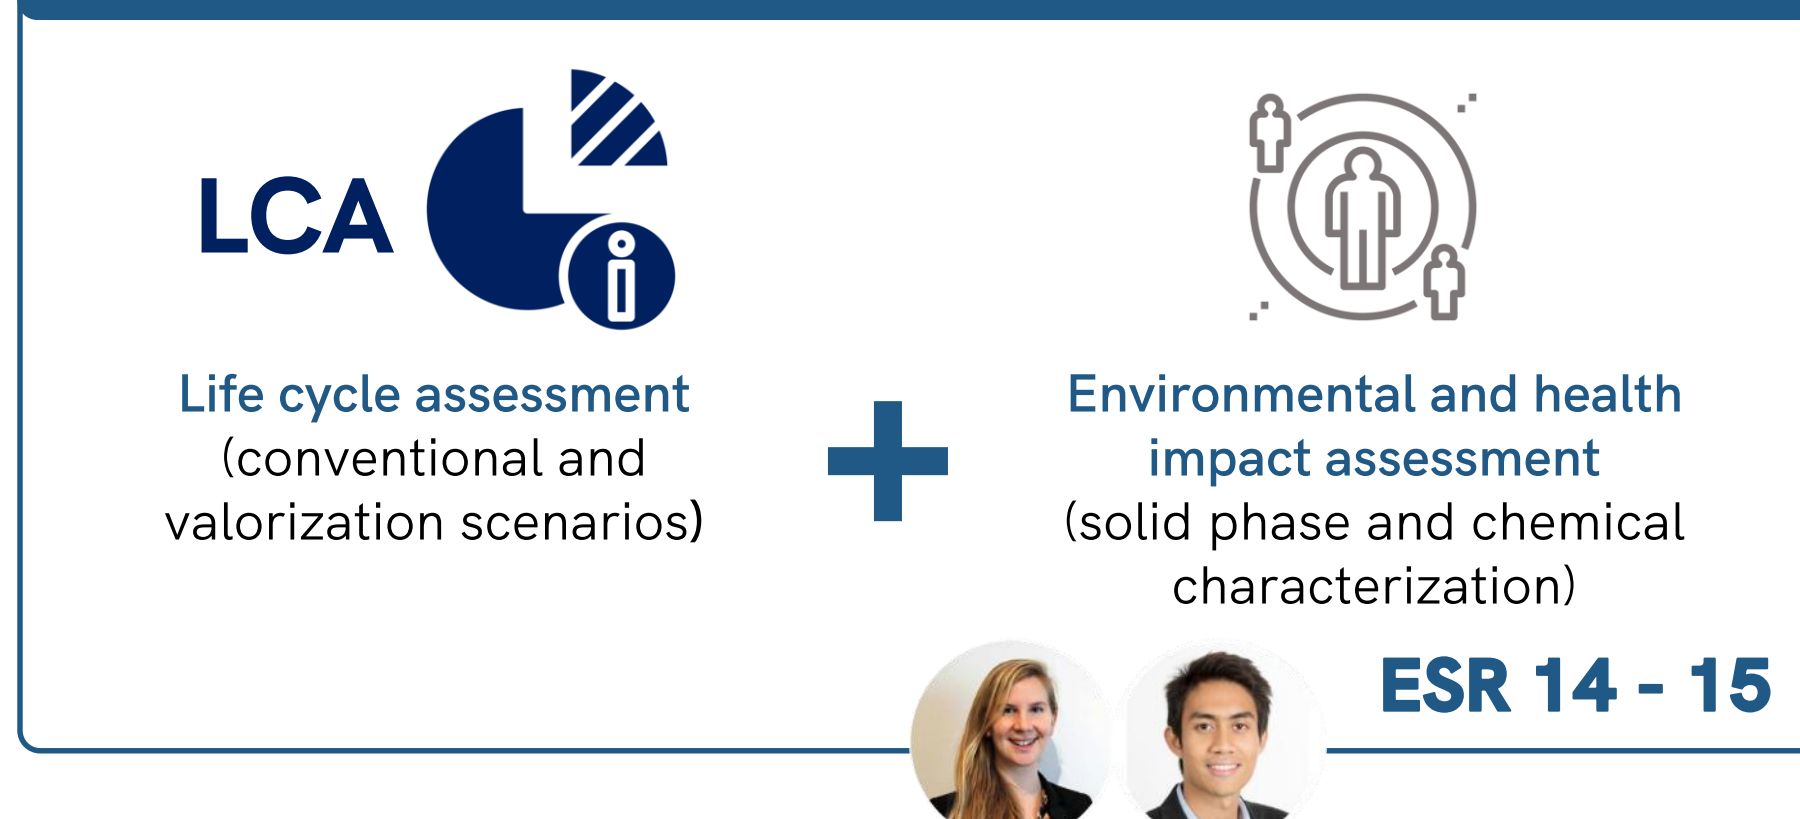 LCA
Life cycle assessment
(conventional and
valorization scenarios)
Environmental and health
impact assessment
(solid phase and chemical
characterization)
ESR 14 - 15